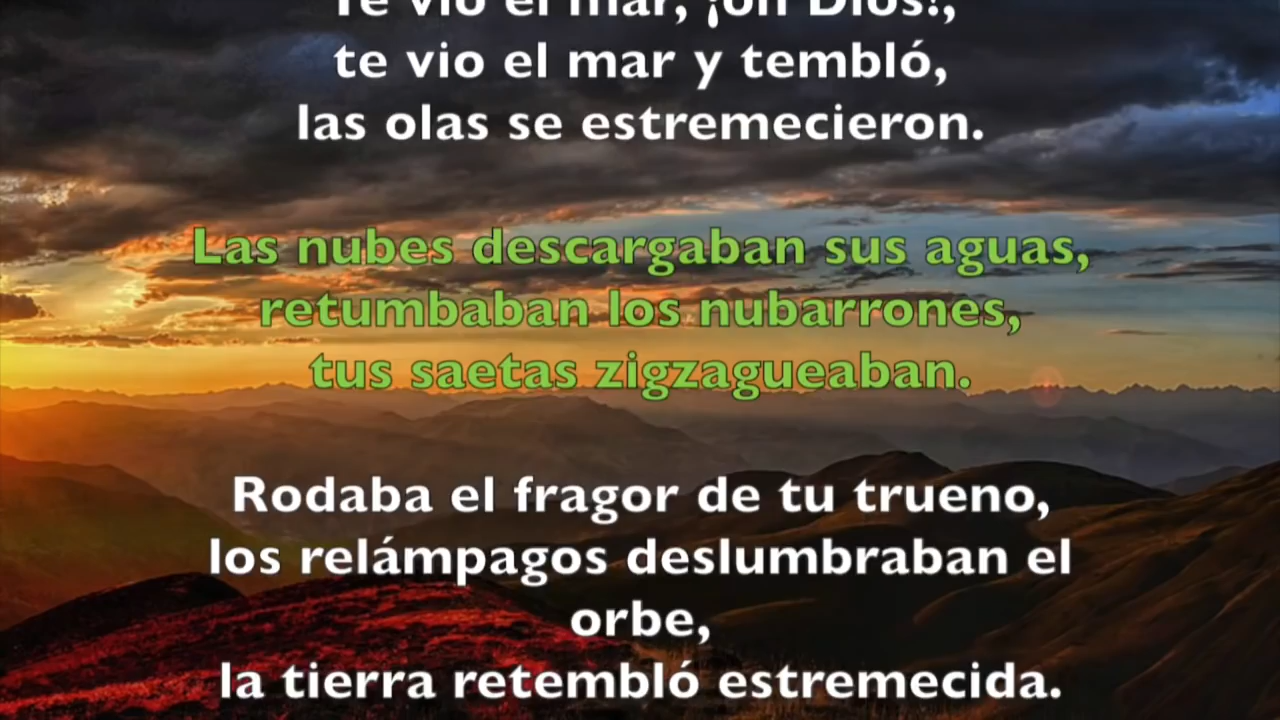 Te vio el mar, ¡oh Dios!,
te vio el mar y tembló,
las olas se estremecieron.
Las nubes descargaban sus aguas,
retumbaban los nubarrones,
tus saetas zigzagueaban.
Rodaba el fragor de tu trueno,
los relámpagos deslumbraban el
orbe,
la tierra retembló estremecida.